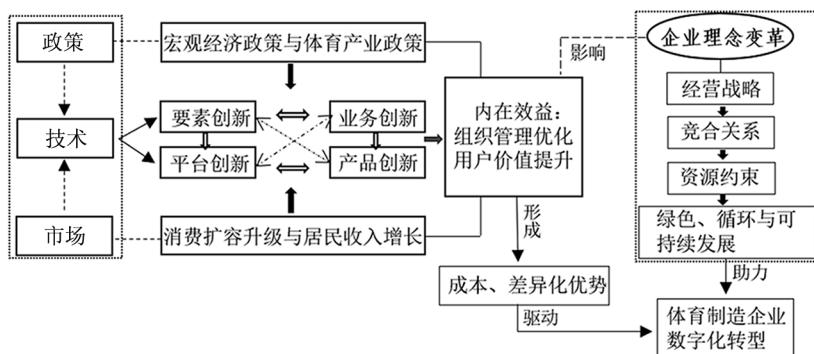 政策
宏观经济政策与体育产业政策
影响
企业理念变革
经营战略
技术
要素创新
业务创新
平台创新
产品创新
内在效益：
组织管理优化
用户价值提升
竞合关系
资源约束
绿色、循环与可
持续发展
市场
消费扩容升级与居民收入增长
形成
成本、差异化优势
驱动
助力
体育制造企业
数字化转型